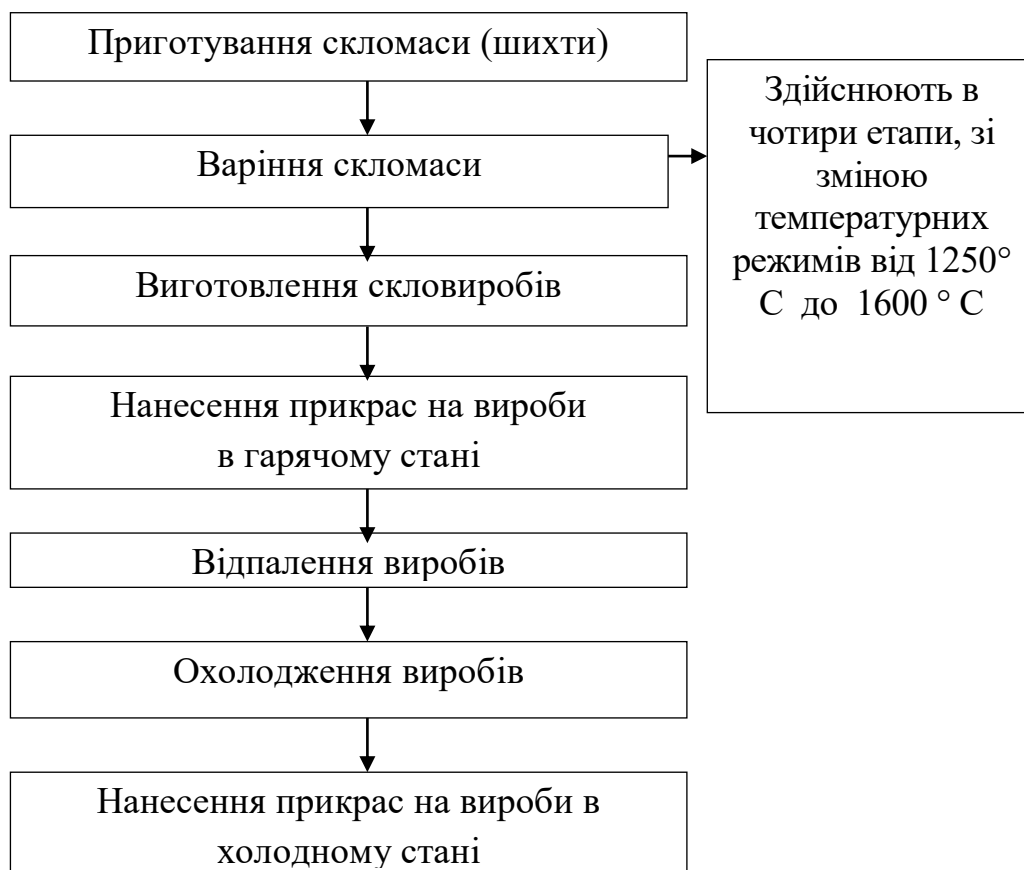 Приготування скломаси (шихти)
Варіння скломаси
Здійснюють в
чотири етапи, зі
зміною
температурних
режимів від 1250°
С до 1600 ° С
Виготовлення скловиробів
Нанесення прикрас на вироби
в гарячому стані
Відпалення виробів
Охолодження виробів
Нанесення прикрас на вироби в
холодному стані